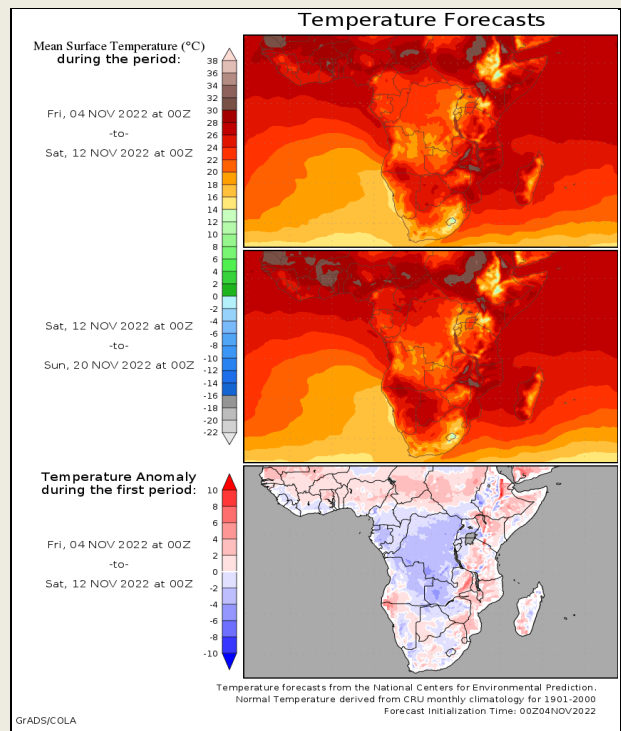 Temperature Forecasts
Mean Surface Temperature (°C)
during the period:
38
36
34
32
30
28
26
24
22
20
18
16
14
12
10
8
6
4
2
0
-2
-4
-6
-8
-10
-12
-14
-16
-18
-20
-22
Fri, 04 NOV 2022 at 00Z
-to-
Sat, 12 NOV 2022 at 00Z
Sat, 12 NOV 2022 at 00Z
-to-
Sun, 20 NOV 2022 at 00Z
Temperature Anomaly
during the first period:
10
8
6
4
2
0
-2
-4
-6
-8
-10
Fri, 04 NOV 2022 at 00Z
-to-
Sat, 12 NOV 2022 at 00Z
Temperature forecasts from the National Centers for Environmental Prediction.
Normal Temperature derived from CRU monthly climatology for 1901-2000
Forecast Initialization Time: 00Z04NOV2022
GrADS/COLA